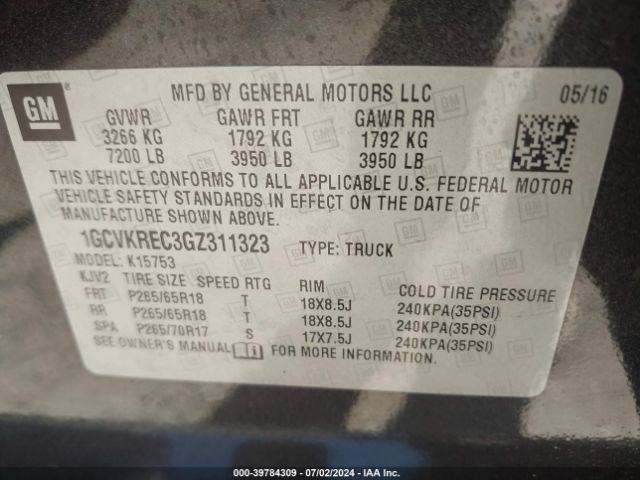 GM
MFD BY GENERAL MOTORS LLC 05/16
GVWR GAWR FRT GAWR RR
3266 KG 1792 KG 1792 KG
7200 LB 3950 LB 3950 LB
THIS VEHICLE CONFORMS TO ALL APPLICABLE U.S. FEDERAL MOTOR
VEHICLE SAFETY STANDARDS IN EFFECT ON THE DATE OF
MANUFACTURE SHOWN ABOVE.
1GCVKREC3GZ311323 TYPE: TRUCK
MODEL: K15753
KJV2 TIRE SIZE SPEED RTG RIM COLD TIRE PRESSURE
FRT P265/65R18 T 18X8.5J 240KPA(35PSI)
RR P265/65R18 T 18X8.5J 240KPA(35PSI)
SPA P265/70R17 S 17X7.5J 240KPA(35PSI)
SEE OWNER'S MANUAL FOR MORE INFORMATION.
000-39784309 - 07/02/2024 - IAA Inc.